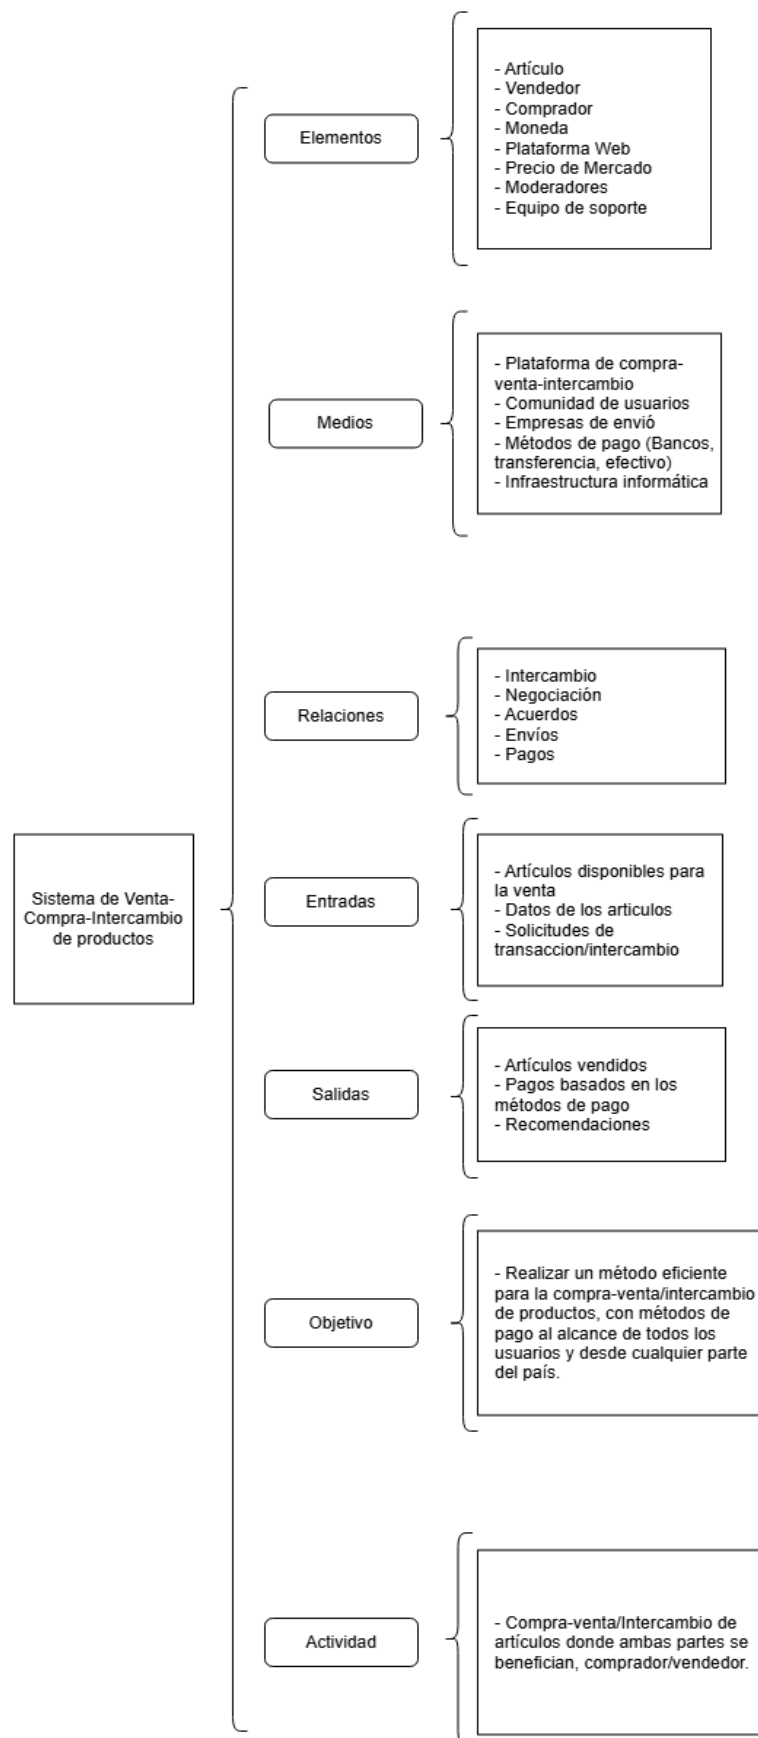 Elementos
- Artículo
- Vendedor
- Comprador
- Moneda
- Plataforma Web
- Precio de Mercado
- Moderadores
- Equipo de soporte
Medios
- Plataforma de compra-
venta-intercambio
- Comunidad de usuarios
- Empresas de envió
- Métodos de pago (Bancos,
transferencia, efectivo)
- Infraestructura informática
Relaciones
- Intercambio
- Negociación
- Acuerdos
- Envíos
- Pagos
Sistema de Venta-
Compra-Intercambio
de productos
Entradas
- Artículos disponibles para
la venta
- Datos de los articulos
- Solicitudes de
transaccion/intercambio
Salidas
- Artículos vendidos
- Pagos basados en los
métodos de pago
- Recomendaciones
Objetivo
- Realizar un método eficiente
para la compra-venta/intercambio
de productos, con métodos de
pago al alcance de todos los
usuarios y desde cualquier parte
del país.
Actividad
- Compra-venta/Intercambio de
artículos donde ambas partes se
benefician, comprador/vendedor.